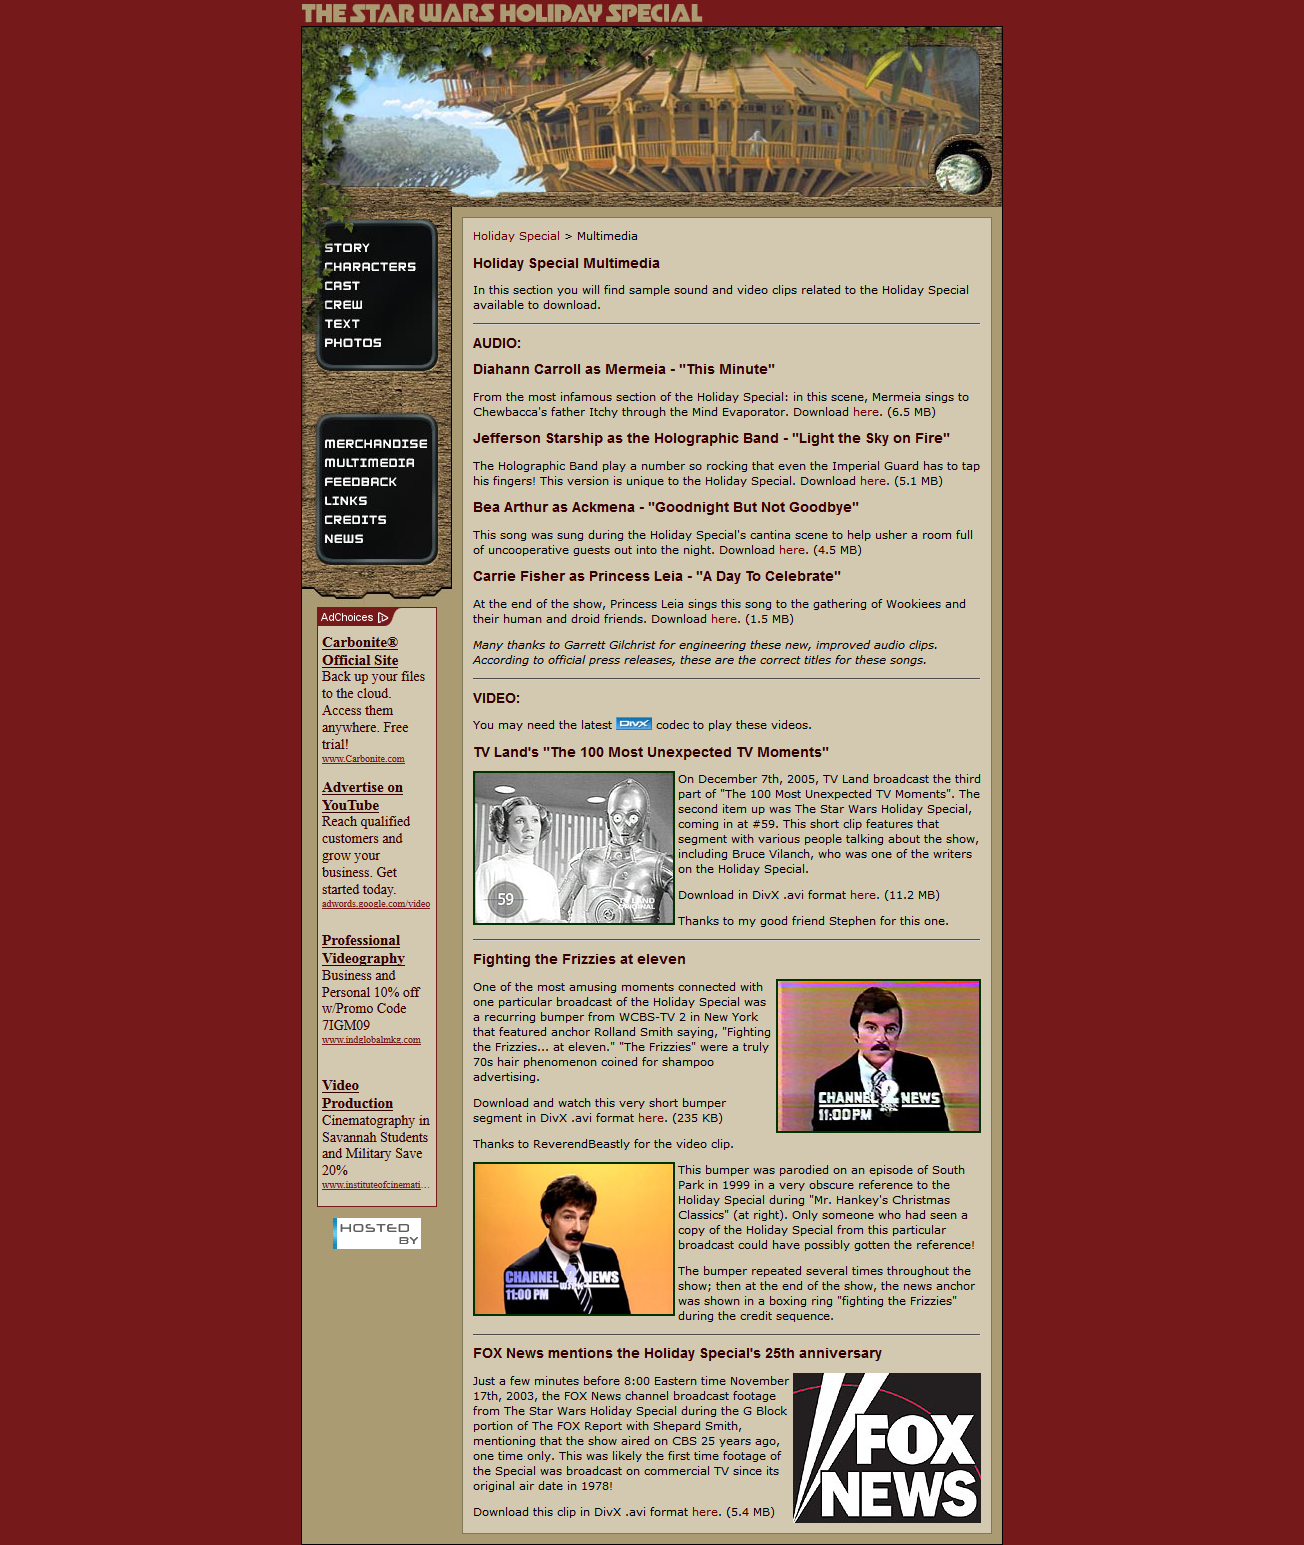 THE STAR WARS HOLIDAY SPECIAL
STORY
CHARACTERS
CAST
CREW
TEXT
PHOTOS
MERCHANDISE
MULTIMEDIA
FEEDBACK
LINKS
CREDITS
NEWS
AdChoices
Carbonite®
Official Site
Back up your files
to the cloud.
Access them
anywhere. Free
trial!
www.Carbonite.com
Advertise on
YouTube
Reach qualified
customers and
grow your
business. Get
started today.
adwords.google.com/video
Professional
Videography
Business and
Personal 10% off
w/Promo Code
7IGM09
www.indglobalmkg.com
Video
Production
Cinematography in
Savannah Students
and Military Save
20%
www.instituteofcinemati...
HOSTED
BY
Holiday Special > Multimedia
Holiday Special Multimedia
In this section you will find sample sound and video clips related to the Holiday Special
available to download.
AUDIO:
Diahann Carroll as Mermeia - "This Minute"
From the most infamous section of the Holiday Special: in this scene, Mermeia sings to
Chewbacca's father Itchy through the Mind Evaporator. Download here. (6.5 MB)
Jefferson Starship as the Holographic Band - "Light the Sky on Fire"
The Holographic Band play a number so rocking that even the Imperial Guard has to tap
his fingers! This version is unique to the Holiday Special. Download here. (5.1 MB)
Bea Arthur as Ackmena - "Goodnight But Not Goodbye"
This song was sung during the Holiday Special's cantina scene to help usher a room full
of uncooperative guests out into the night. Download here. (4.5 MB)
Carrie Fisher as Princess Leia - "A Day To Celebrate"
At the end of the show, Princess Leia sings this song to the gathering of Wookiees and
their human and droid friends. Download here. (1.5 MB)
Many thanks to Garrett Gilchrist for engineering these new, improved audio clips.
According to official press releases, these are the correct titles for these songs.
VIDEO:
You may need the latest DIVX codec to play these videos.
TV Land's "The 100 Most Unexpected TV Moments"
59
TV LAND
ORIGINAL
On December 7th, 2005, TV Land broadcast the third
part of "The 100 Most Unexpected TV Moments". The
second item up was The Star Wars Holiday Special,
coming in at #59. This short clip features that
segment with various people talking about the show,
including Bruce Vilanch, who was one of the writers
on the Holiday Special.
Download in DivX .avi format here. (11.2 MB)
Thanks to my good friend Stephen for this one.
Fighting the Frizzies at eleven
One of the most amusing moments connected with
one particular broadcast of the Holiday Special was
a recurring bumper from WCBS-TV 2 in New York
that featured anchor Rolland Smith saying, "Fighting
the Frizzies... at eleven." "The Frizzies" were a truly
70s hair phenomenon coined for shampoo
advertising.
Download and watch this very short bumper
segment in DivX .avi format here. (235 KB)
Thanks to ReverendBeastly for the video clip.
CHANNEL 2 NEWS
11:00PM
CHANNEL 2 NEWS
11:00 PM
This bumper was parodied on an episode of South
Park in 1999 in a very obscure reference to the
Holiday Special during "Mr. Hankey's Christmas
Classics" (at right). Only someone who had seen a
copy of the Holiday Special from this particular
broadcast could have possibly gotten the reference!
The bumper repeated several times throughout the
show; then at the end of the show, the news anchor
was shown in a boxing ring "fighting the Frizzies"
during the credit sequence.
FOX News mentions the Holiday Special's 25th anniversary
Just a few minutes before 8:00 Eastern time November
17th, 2003, the FOX News channel broadcast footage
from The Star Wars Holiday Special during the G Block
portion of The FOX Report with Shepard Smith,
mentioning that the show aired on CBS 25 years ago,
one time only. This was likely the first time footage of
the Special was broadcast on commercial TV since its
original air date in 1978!
Download this clip in DivX .avi format here. (5.4 MB)
FOX
NEWS